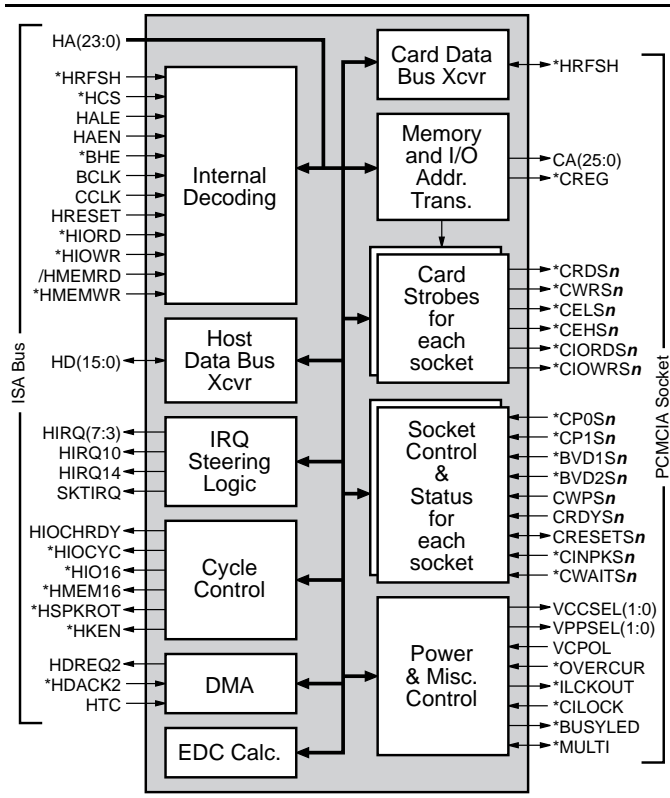 ISA Bus
HA(23:0)
*HRFSH
*HCS
HALE
HAEN
*BHE
BCLK
CCLK
HRESET
*HIORD
*HIOWR
/HMEMRD
*HMEMWR
Internal
Decoding
HD(15:0)
Host
Data Bus
Xcvr
HIRQ(7:3)
HIRQ10
HIRQ14
SKTIRQ
IRQ
Steering
Logic
HIOCHRDY
*HIOCYC
*HIO16
*HMEM16
*HSPKROT
*HKEN
Cycle
Control
HDREQ2
*HDACK2
HTC
DMA
EDC Calc.
Card Data
Bus Xcvr
*HRFSH
Memory
and I/O
Addr.
Trans.
CA(25:0)
*CREG
Card
Strobes
for
each
socket
*CRDSn
*CWRSn
*CELSn
*CEHSn
*CIORDSn
*CIOWRSn
Socket
Control
&
Status
for
each
socket
*CP0Sn
*CP1Sn
*BVD1Sn
*BVD2Sn
CWPSn
CRDYSn
CRESETSn
*CINPKSn
*CWAITSn
Power
& Misc.
Control
VCCSEL(1:0)
VPPSEL(1:0)
VCPOL
*OVERCUR
*ILCKOUT
*CILOCK
*BUSYLED
*MULTI
PCMCIA Socket